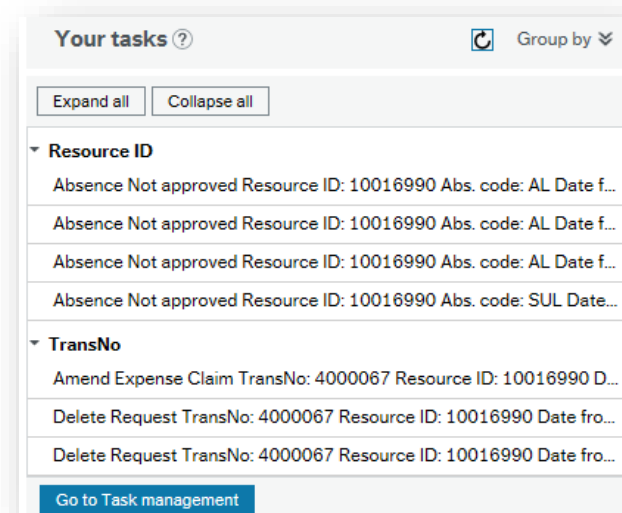 Your tasks ?
Group by
Expand all
Collapse all
Resource ID
Absence Not approved Resource ID: 10016990 Abs. code: AL Date f...
Absence Not approved Resource ID: 10016990 Abs. code: AL Date f...
Absence Not approved Resource ID: 10016990 Abs. code: AL Date f...
Absence Not approved Resource ID: 10016990 Abs. code: SUL Date...
TransNo
Amend Expense Claim TransNo: 4000067 Resource ID: 10016990 D...
Delete Request TransNo: 4000067 Resource ID: 10016990 Date fro...
Delete Request TransNo: 4000067 Resource ID: 10016990 Date fro...
Go to Task management